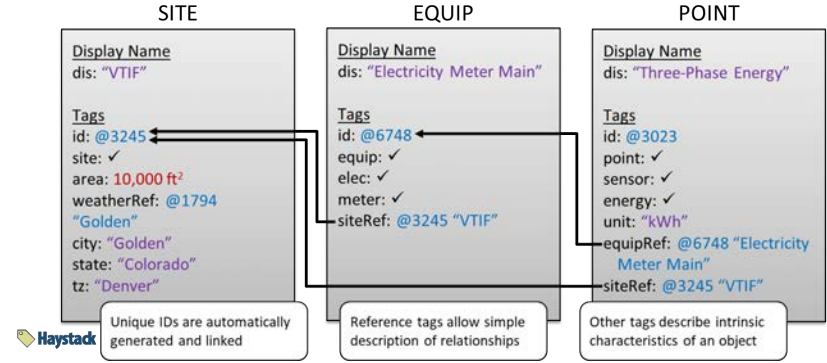 SITE
Display Name
dis: “VTIF”
Tags
id: @3245
site: ✓
area: 10,000 ft²
weatherRef: @1794
“Golden”
city: “Golden”
state: “Colorado”
tz: “Denver”
Unique IDs are automatically
generated and linked
EQUIP
Display Name
dis: “Electricity Meter Main”
Tags
id: @6748
equip: ✓
elec: ✓
meter: ✓
siteRef: @3245 “VTIF”
Reference tags allow simple
description of relationships
POINT
Display Name
dis: “Three-Phase Energy”
Tags
id: @3023
point: ✓
sensor: ✓
energy: ✓
unit: “kWh”
equipRef: @6748 “Electricity
Meter Main”
siteRef: @3245 “VTIF”
Other tags describe intrinsic
characteristics of an object
Haystack